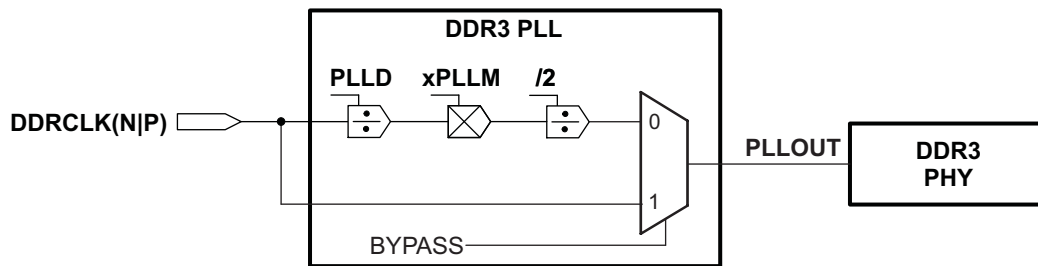 DDR3 PLL
PLLD xPLLM /2
DDRCLK(N|P)
0
PLLOUT
DDR3
PHY
1
BYPASS